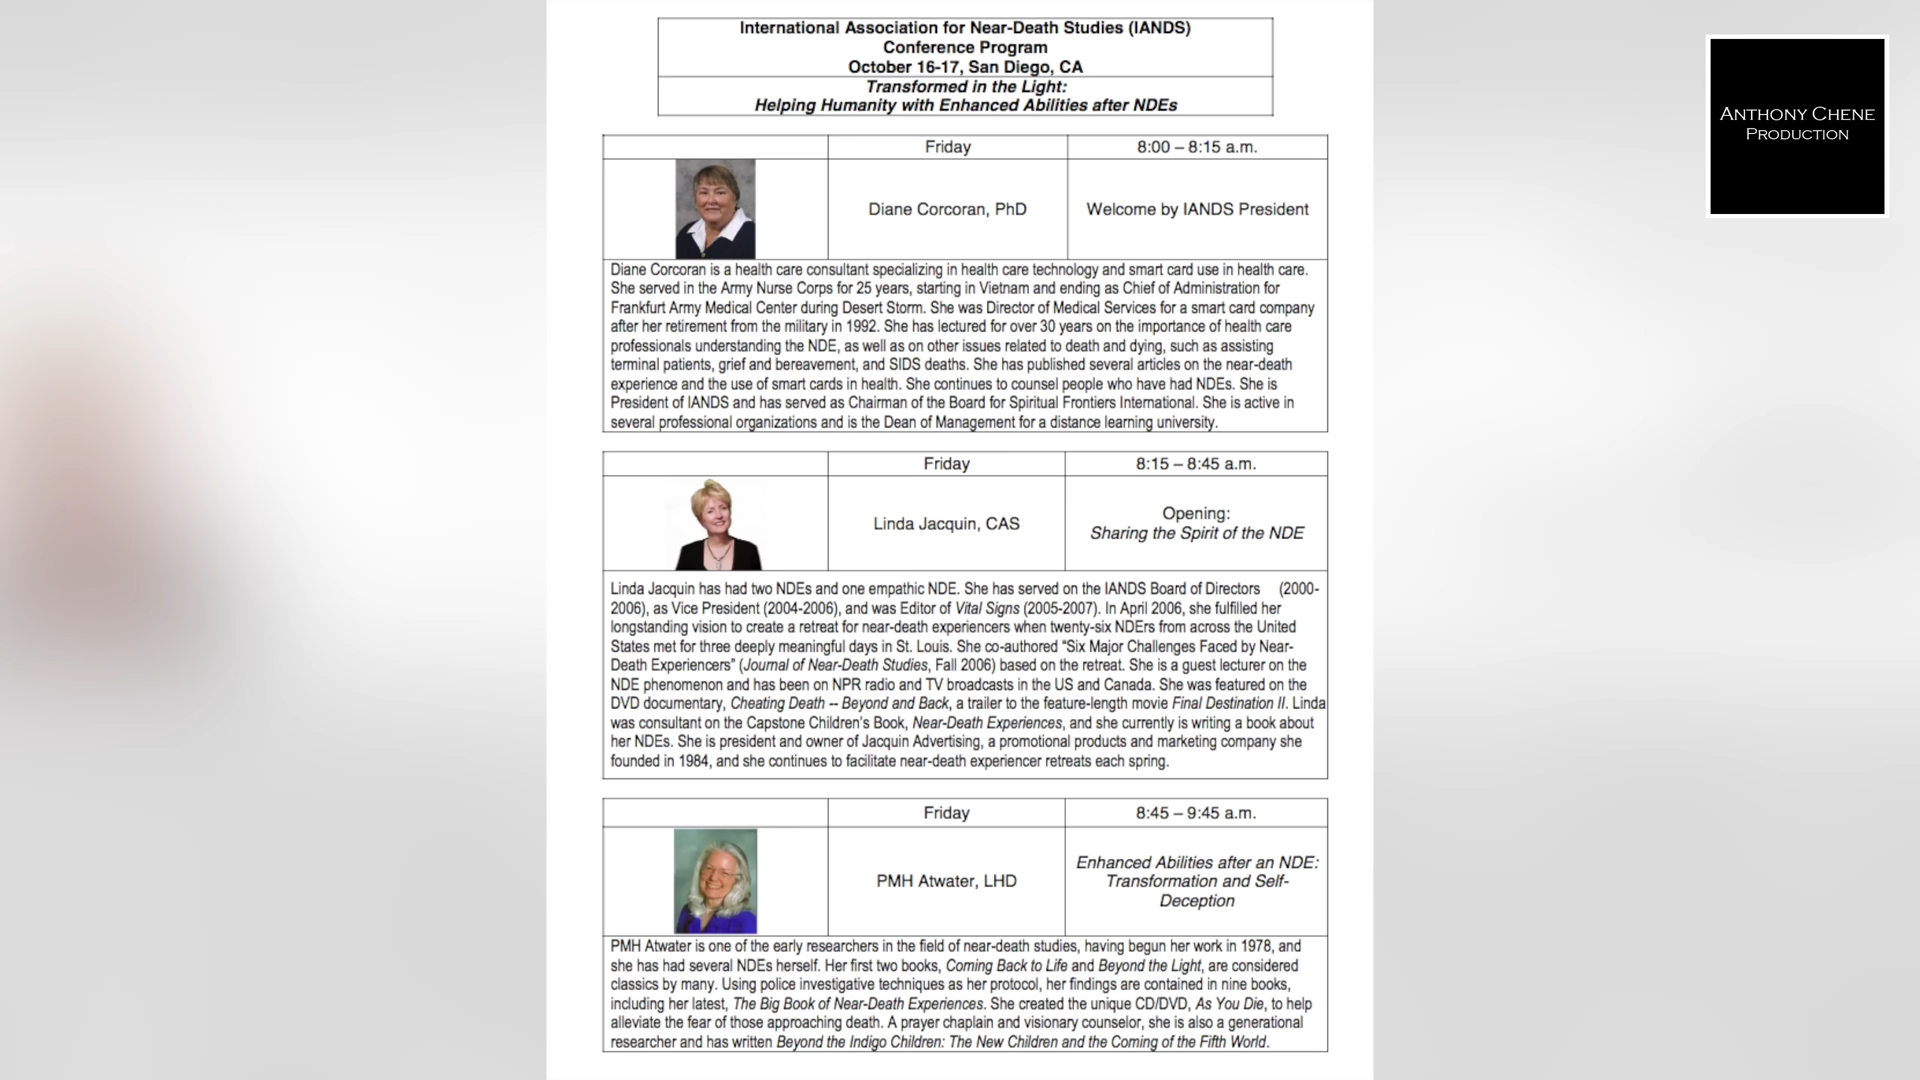 International Association for Near-Death Studies (IANDS)
Conference Program
October 16-17, San Diego, CA
Transformed in the Light:
Helping Humanity with Enhanced Abilities after NDEs
ANTHONY CHENE
PRODUCTION
Friday
8:00 – 8:15 a.m.
Diane Corcoran, PhD
Welcome by IANDS President
Diane Corcoran is a health care consultant specializing in health care technology and smart card use in health care.
She served in the Army Nurse Corps for 25 years, starting in Vietnam and ending as Chief of Administration for
Frankfurt Army Medical Center during Desert Storm. She was Director of Medical Services for a smart card company
after her retirement from the military in 1992. She has lectured for over 30 years on the importance of health care
professionals understanding the NDE, as well as on other issues related to death and dying, such as assisting
terminal patients, grief and bereavement, and SIDS deaths. She has published several articles on the near-death
experience and the use of smart cards in health. She continues to counsel people who have had NDEs. She is
President of IANDS and has served as Chairman of the Board for Spiritual Frontiers International. She is active in
several professional organizations and is the Dean of Management for a distance learning university.
Friday
8:15 – 8:45 a.m.
Linda Jacquin, CAS
Opening:
Sharing the Spirit of the NDE
Linda Jacquin has had two NDEs and one empathic NDE. She has served on the IANDS Board of Directors (2000-
2006), as Vice President (2004-2006), and was Editor of Vital Signs (2005-2007). In April 2006, she fulfilled her
longstanding vision to create a retreat for near-death experiencers when twenty-six NDErs from across the United
States met for three deeply meaningful days in St. Louis. She co-authored “Six Major Challenges Faced by Near-
Death Experiencers” (Journal of Near-Death Studies, Fall 2006) based on the retreat. She is a guest lecturer on the
NDE phenomenon and has been on NPR radio and TV broadcasts in the US and Canada. She was featured on the
DVD documentary, Cheating Death -- Beyond and Back, a trailer to the feature-length movie Final Destination II. Linda
was consultant on the Capstone Children’s Book, Near-Death Experiences, and she currently is writing a book about
her NDEs. She is president and owner of Jacquin Advertising, a promotional products and marketing company she
founded in 1984, and she continues to facilitate near-death experiencer retreats each spring.
Friday
8:45 – 9:45 a.m.
PMH Atwater, LHD
Enhanced Abilities after an NDE:
Transformation and Self-
Deception
PMH Atwater is one of the early researchers in the field of near-death studies, having begun her work in 1978, and
she has had several NDEs herself. Her first two books, Coming Back to Life and Beyond the Light, are considered
classics by many. Using police investigative techniques as her protocol, her findings are contained in nine books,
including her latest, The Big Book of Near-Death Experiences. She created the unique CD/DVD, As You Die, to help
alleviate the fear of those approaching death. A prayer chaplain and visionary counselor, she is also a generational
researcher and has written Beyond the Indigo Children: The New Children and the Coming of the Fifth World.